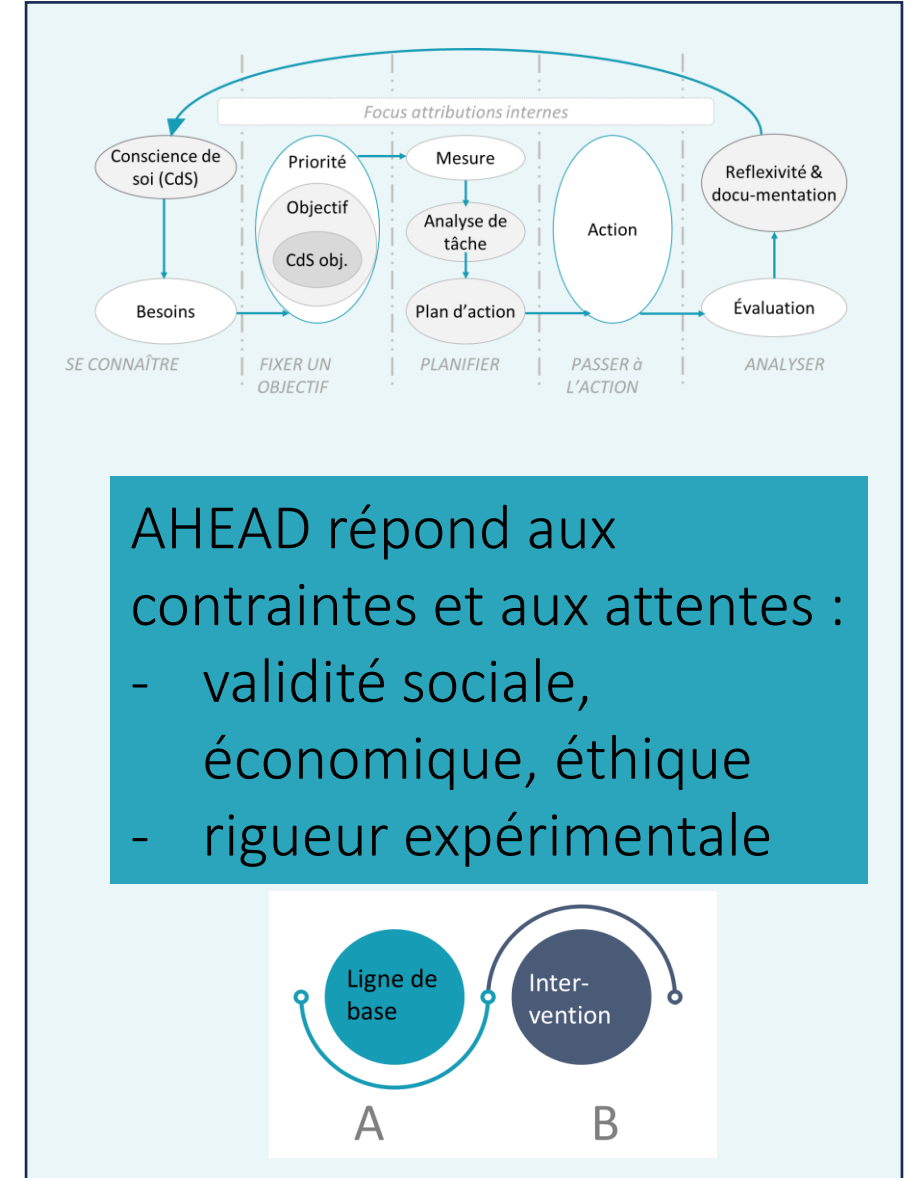 Focus attributions internes
Conscience de
soi (CdS)
Besoins
Priorité
Objectif
CdS obj.
Mesure
Analyse de
tâche
Plan d’action
Action
Reflexivité &
docu-mentation
Évaluation
SE CONNAÎTRE
FIXER UN
OBJECTIF
PLANIFIER
PASSER à
L’ACTION
ANALYSER
AHEAD répond aux
contraintes et aux attentes :
- validité sociale,
économique, éthique
- rigueur expérimentale
Ligne de
base
Inter-
vention
A
B